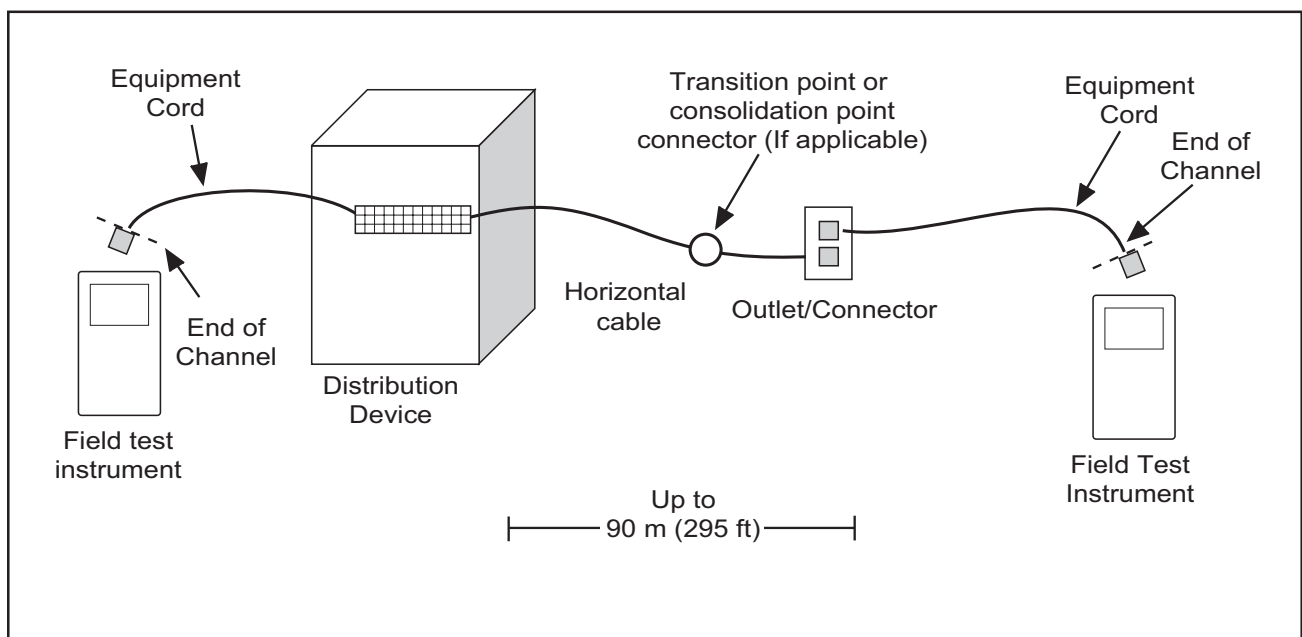 Equipment
Cord
Transition point or
consolidation point
connector (If applicable)
Equipment
Cord
End of
Channel
End of
Channel
Horizontal
cable
Outlet/Connector
Distribution
Device
Field test
instrument
Field Test
Instrument
Up to
90 m (295 ft)